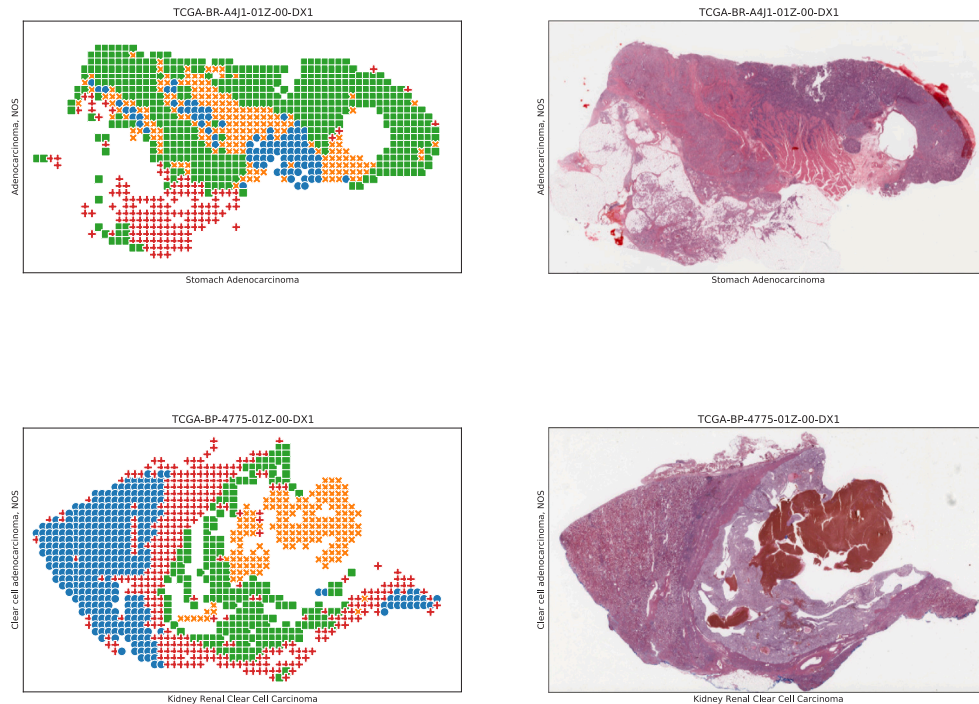 TCGA-BR-A4J1-01Z-00-DX1
Adenocarcinoma, NOS
Stomach Adenocarcinoma
TCGA-BR-A4J1-01Z-00-DX1
Adenocarcinoma, NOS
Stomach Adenocarcinoma
TCGA-BP-4775-01Z-00-DX1
Clear cell adenocarcinoma, NOS
Kidney Renal Clear Cell Carcinoma
TCGA-BP-4775-01Z-00-DX1
Clear cell adenocarcinoma, NOS
Kidney Renal Clear Cell Carcinoma